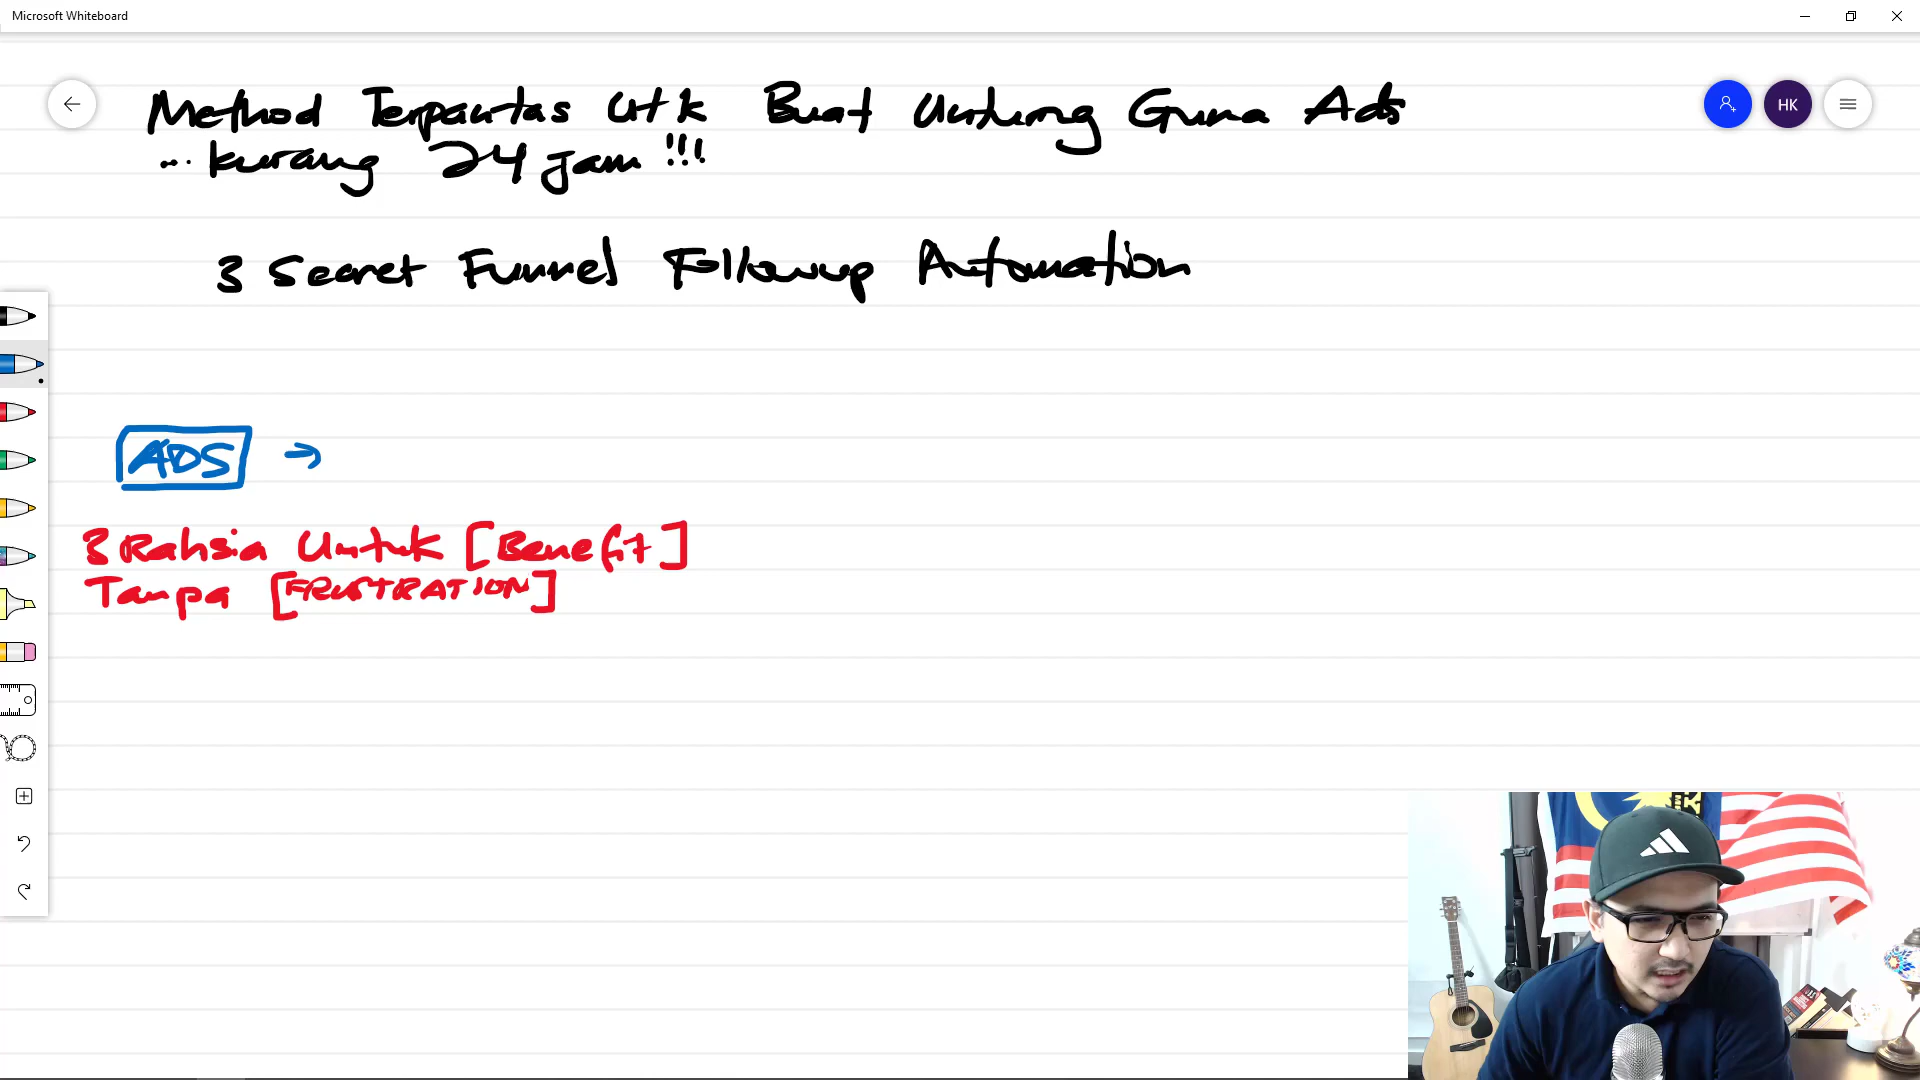 Microsoft Whiteboard
Method Terpantas Utk Buat Untung Guna Ads
... kurang 24 jam !!!
HK
3 Secret Funnel Followup Automation
ADS →
3 Rahsia Untuk [Benefit]
Tanpa [FRUSTRATION]